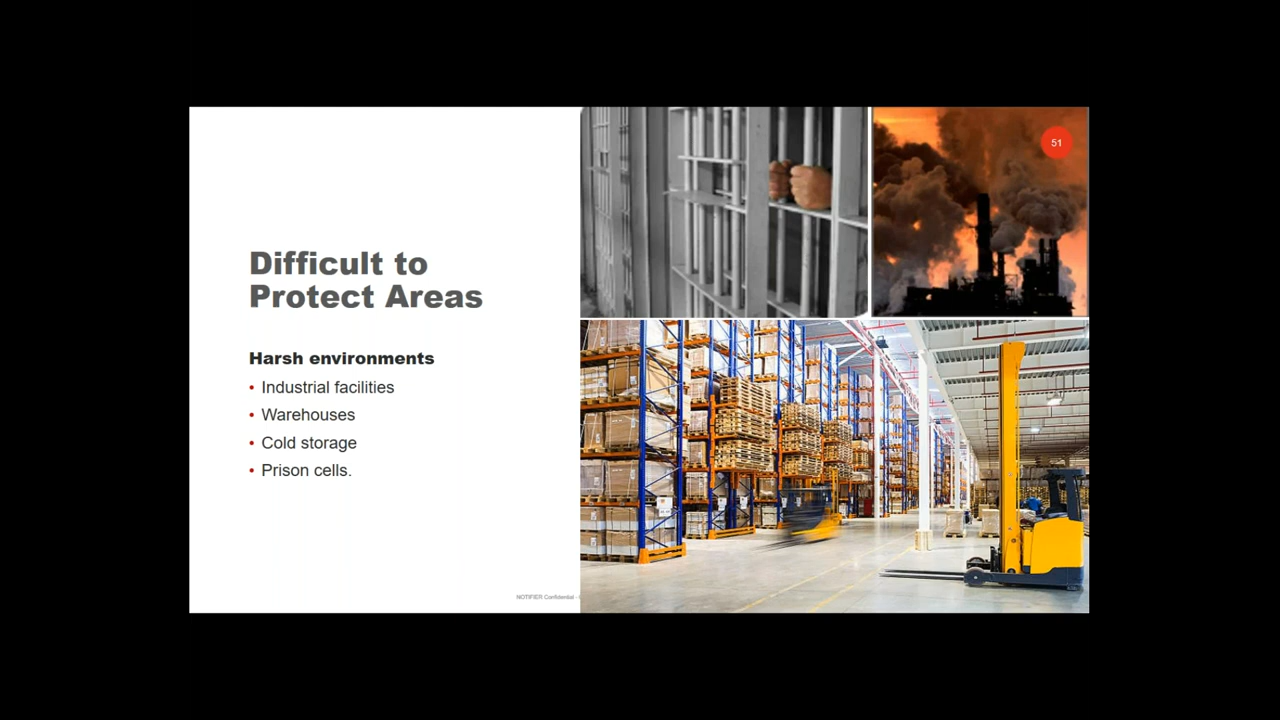 51
Difficult to
Protect Areas
Harsh environments
• Industrial facilities
• Warehouses
• Cold storage
• Prison cells.
NOTIFIER Confidential -